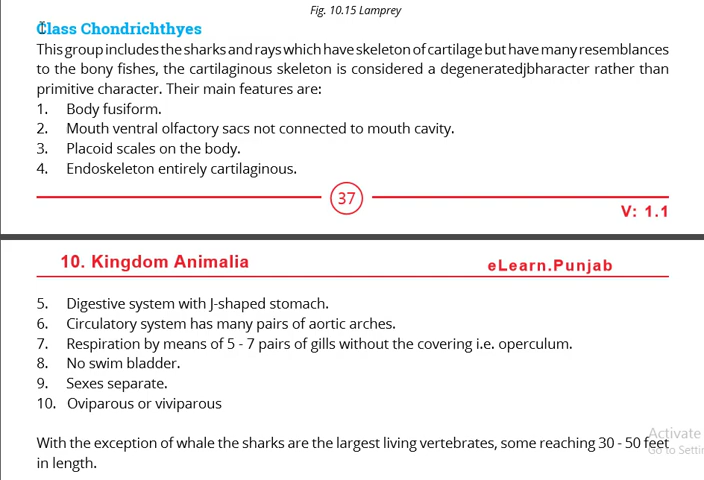 Fig. 10.15 Lamprey
Class Chondrichthyes
This group includes the sharks and rays which have skeleton of cartilage but have many resemblances
to the bony fishes, the cartilaginous skeleton is considered a degeneratedjbharacter rather than
primitive character. Their main features are:
1. Body fusiform.
2. Mouth ventral olfactory sacs not connected to mouth cavity.
3. Placoid scales on the body.
4. Endoskeleton entirely cartilaginous.
37
V: 1.1
10. Kingdom Animalia
eLearn.Punjab
5. Digestive system with J-shaped stomach.
6. Circulatory system has many pairs of aortic arches.
7. Respiration by means of 5 - 7 pairs of gills without the covering i.e. operculum.
8. No swim bladder.
9. Sexes separate.
10. Oviparous or viviparous
Activate
With the exception of whale the sharks are the largest living vertebrates, some reaching 30 - 50 feet
Go to Settin
in length.